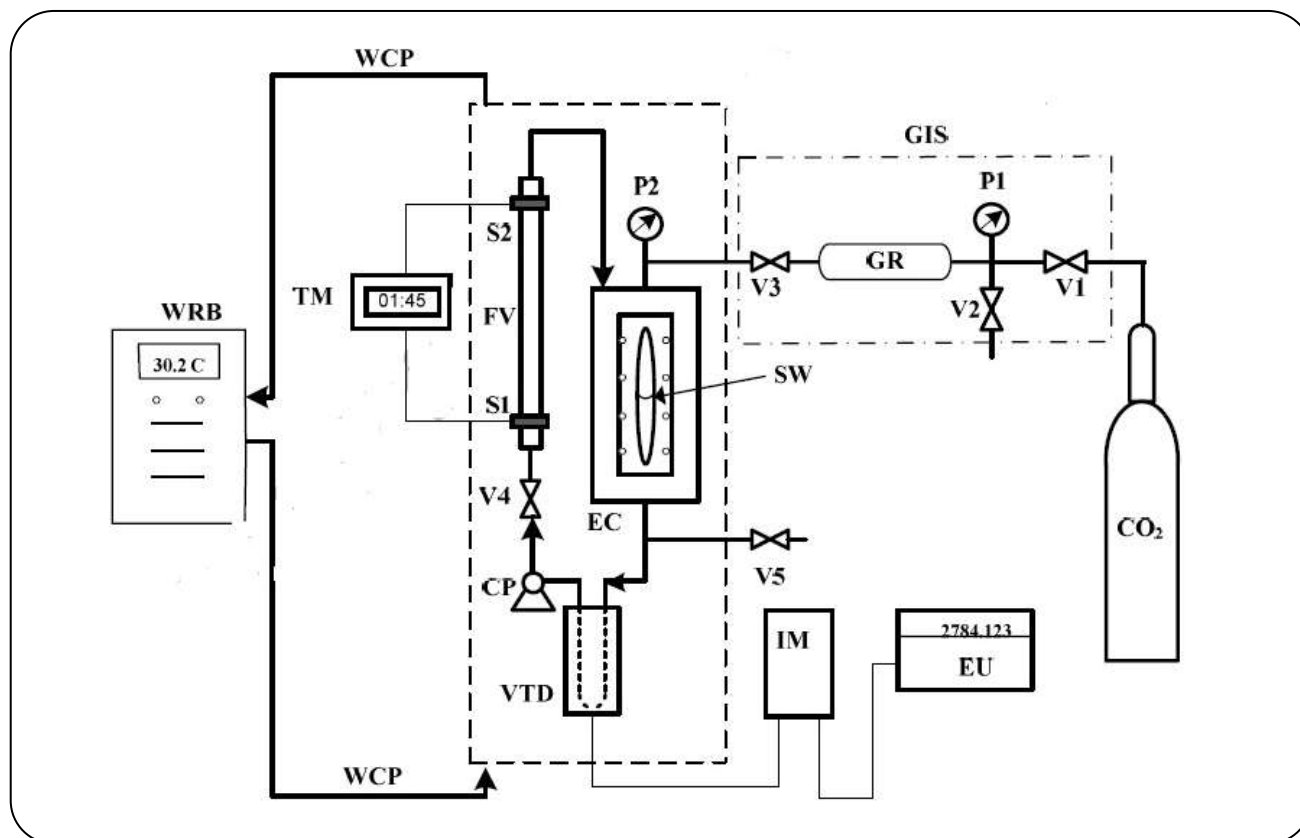 WCP
GIS
P2
P1
S2
GR
V3
V1
TM
01:45
FV
V2
WRB
30.2 C
SW
S1
V4
EC
CO₂
V5
CP
2784.123
IM
EU
VTD
WCP